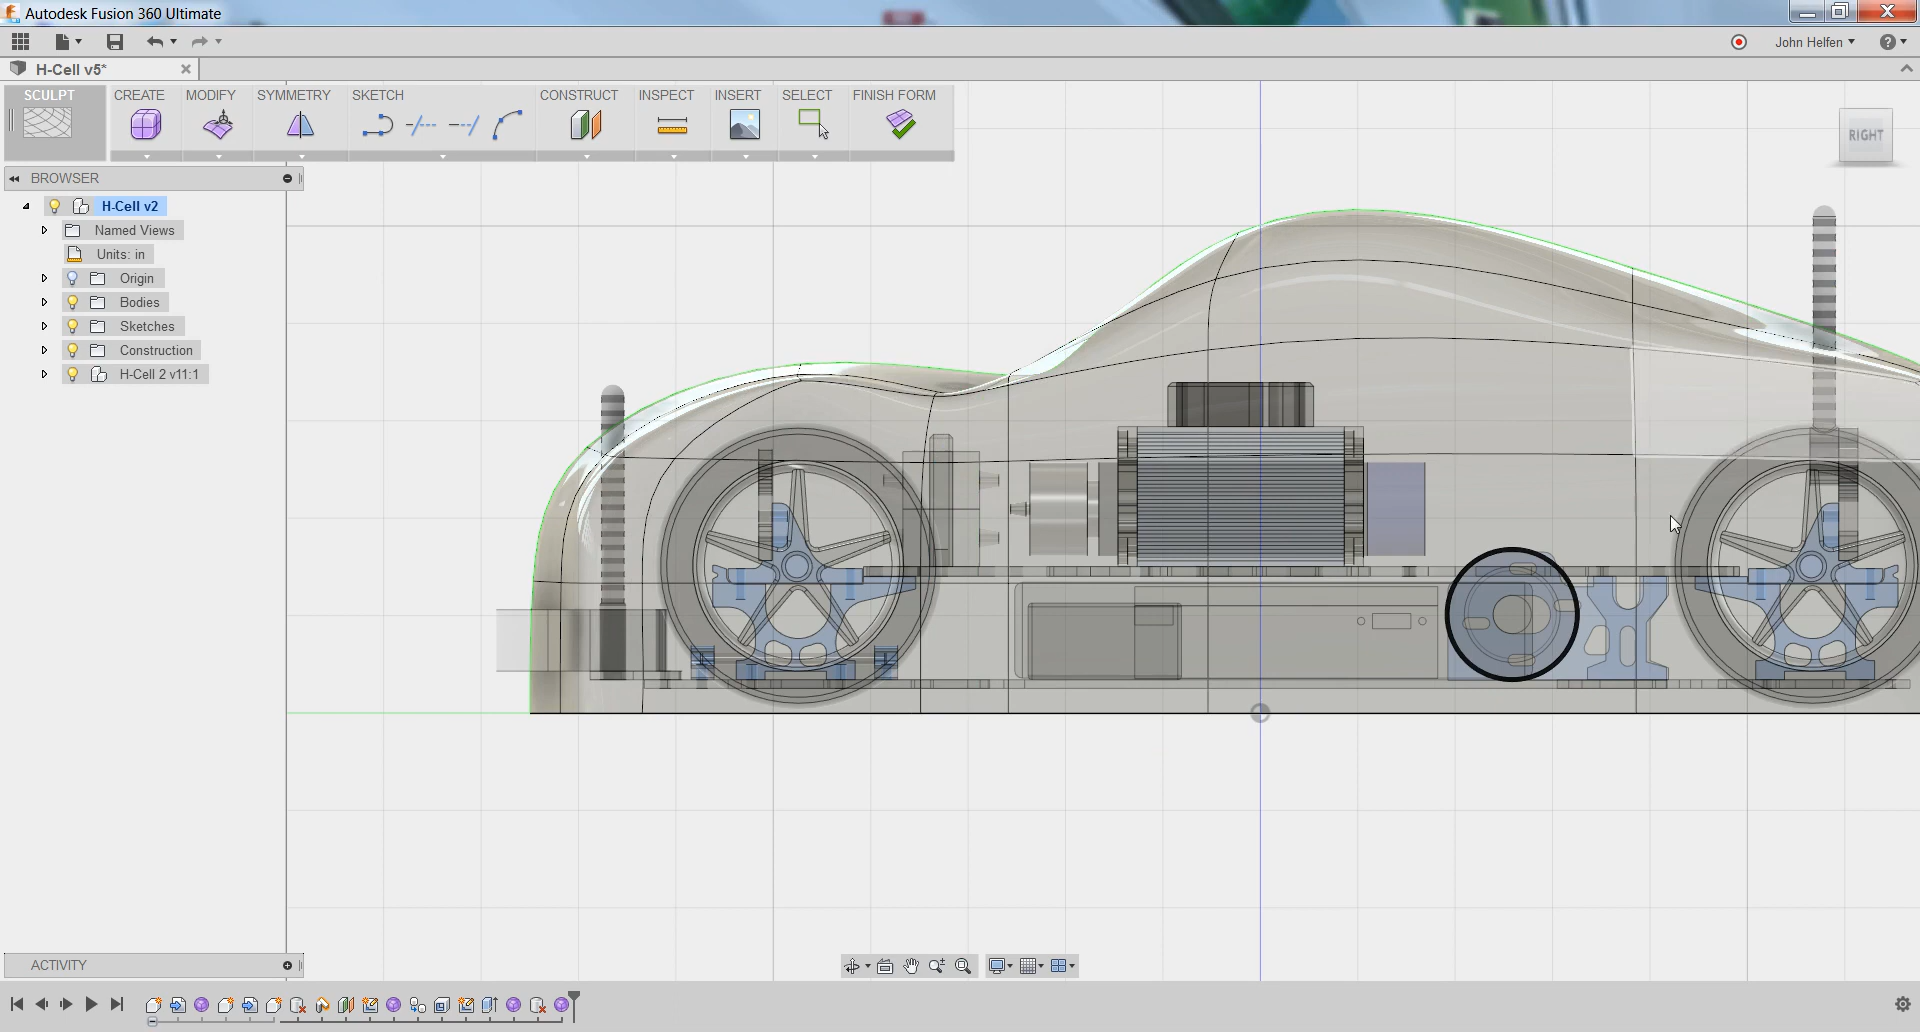 Autodesk Fusion 360 Ultimate
John Helfen
?
H-Cell v5*
SCULPT
CREATE MODIFY SYMMETRY SKETCH CONSTRUCT INSPECT INSERT SELECT FINISH FORM
RIGHT
BROWSER
H-Cell v2
Named Views
Units: in
Origin
Bodies
Sketches
Construction
H-Cell 2 v11:1
ACTIVITY